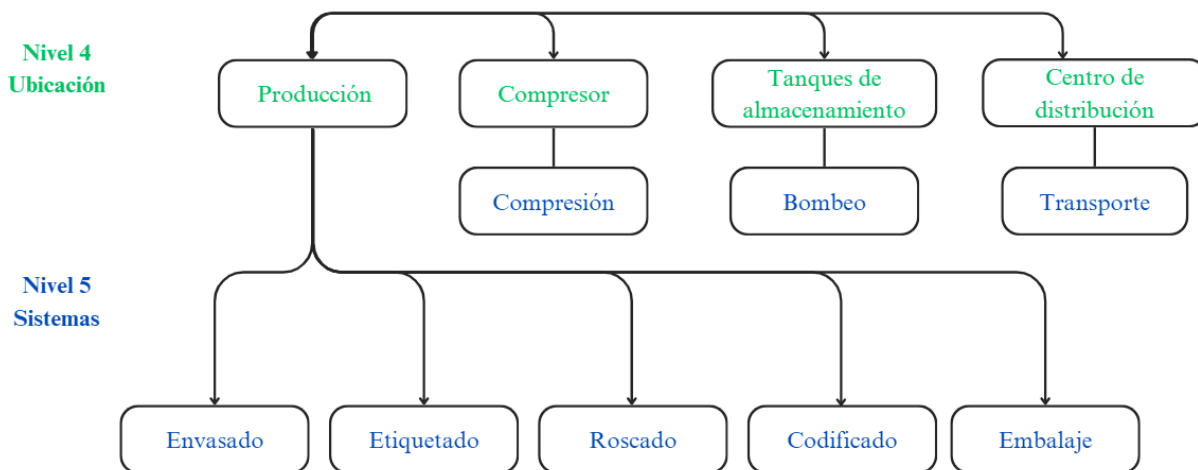 Nivel 4
Ubicación
Producción
Compresor
Tanques de
almacenamiento
Centro de
distribución
Compresión
Bombeo
Transporte
Nivel 5
Sistemas
Envasado
Etiquetado
Roscado
Codificado
Embalaje